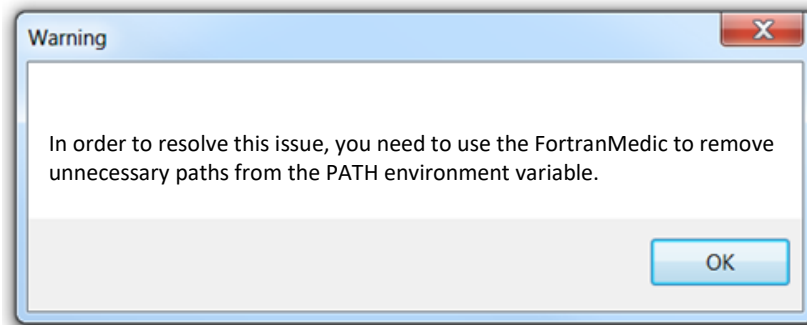 Warning
In order to resolve this issue, you need to use the FortranMedic to remove
unnecessary paths from the PATH environment variable.
OK